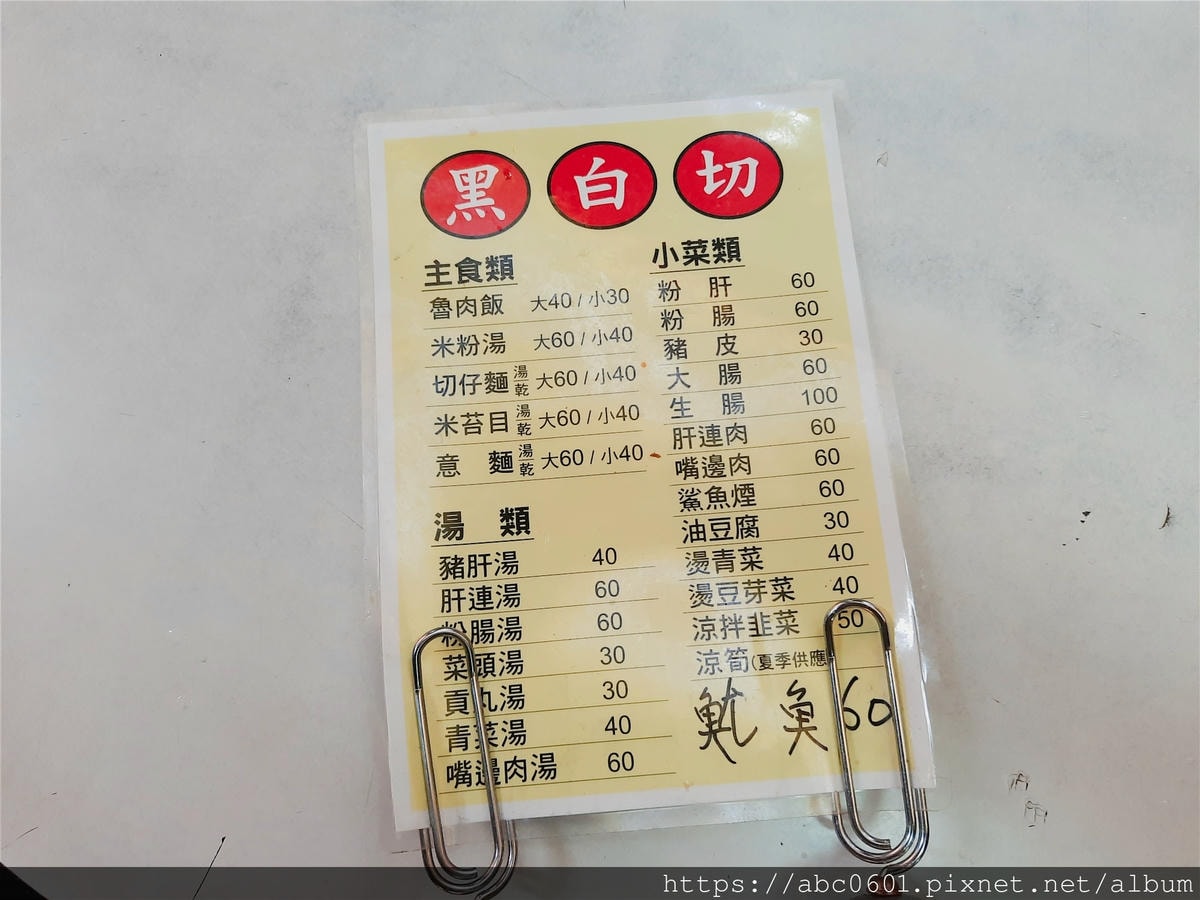 黑白切
主食類
魯肉飯 大40 / 小30
米粉湯 大60 / 小40
切仔麵 湯 乾 大60 / 小40
米苔目 湯 乾 大60 / 小40
意 麵 湯 乾 大60 / 小40
湯 類
豬肝湯 40
肝連湯 60
粉腸湯 60
菜頭湯 30
貢丸湯 30
青菜湯 40
嘴邊肉湯 60
小菜類
粉 肝 60
粉 腸 60
豬 皮 30
大 腸 60
生 腸 100
肝連肉 60
嘴邊肉 60
鯊魚煙 60
油豆腐 30
燙青菜 40
燙豆芽菜 40
涼拌韭菜 50
涼筍(夏季供應
魷魚 60
https://abc0601.pixnet.net/album